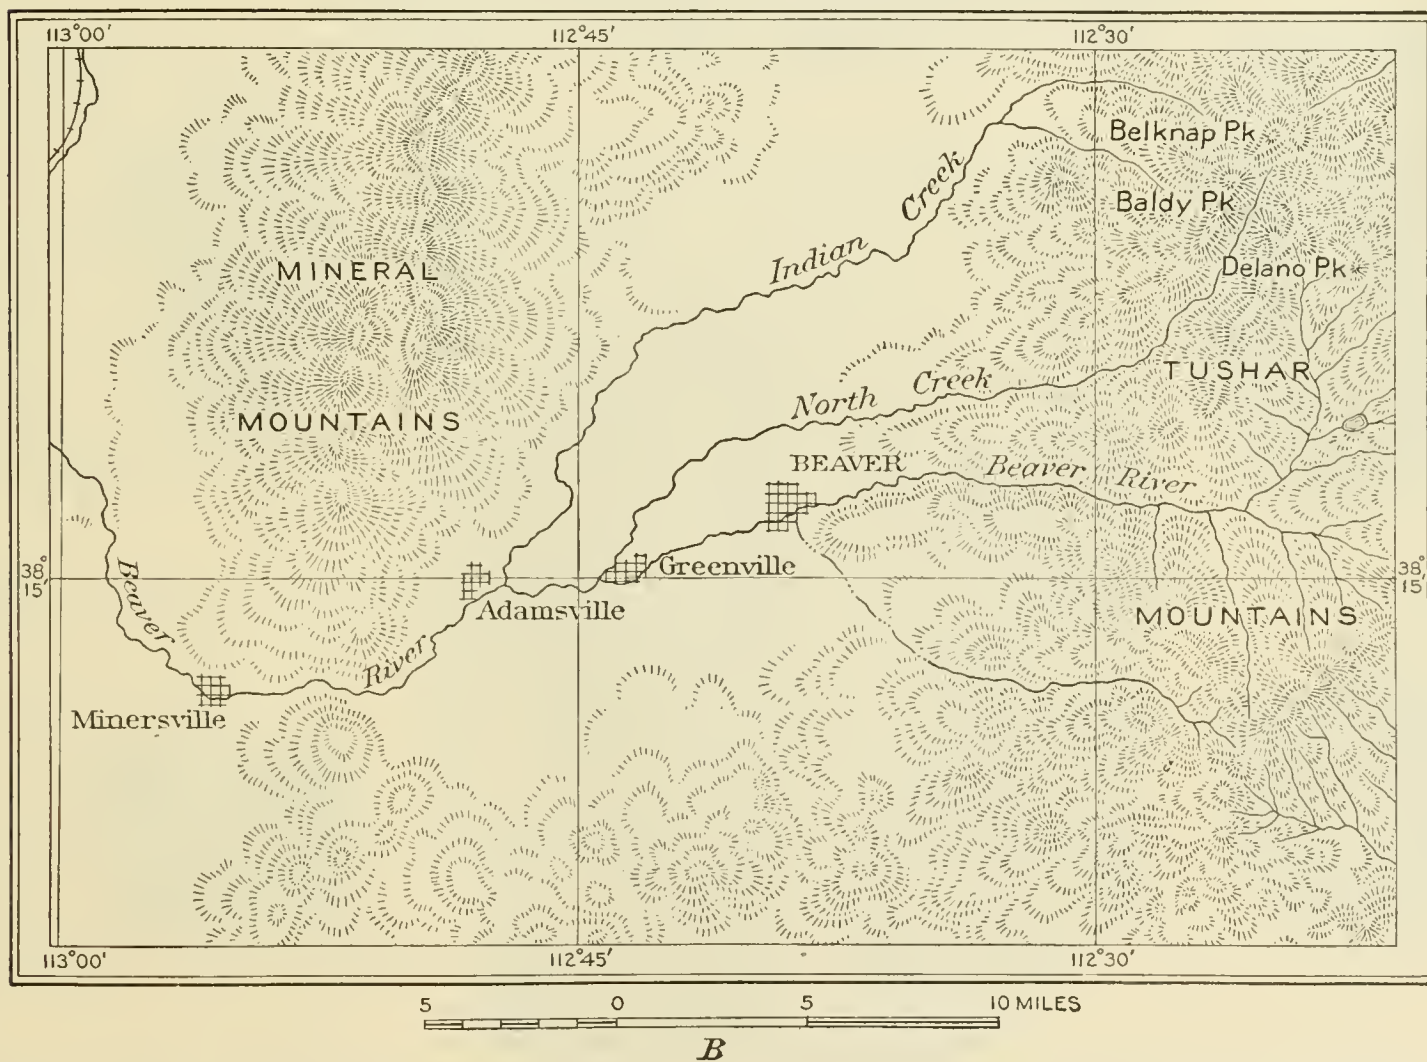 113°00' 112°45' 112°30'
Belknap Pk
Indian Creek
Baldy Pk
MINERAL
Delano Pk
TUSHAR
North Creek
MOUNTAINS
BEAVER
Beaver River
Greenville
38°
15'
38°
15'
Beaver River
Adamsville
MOUNTAINS
Minersville
113°00' 112°45' 112°30'
5 0 5 10 MILES
B